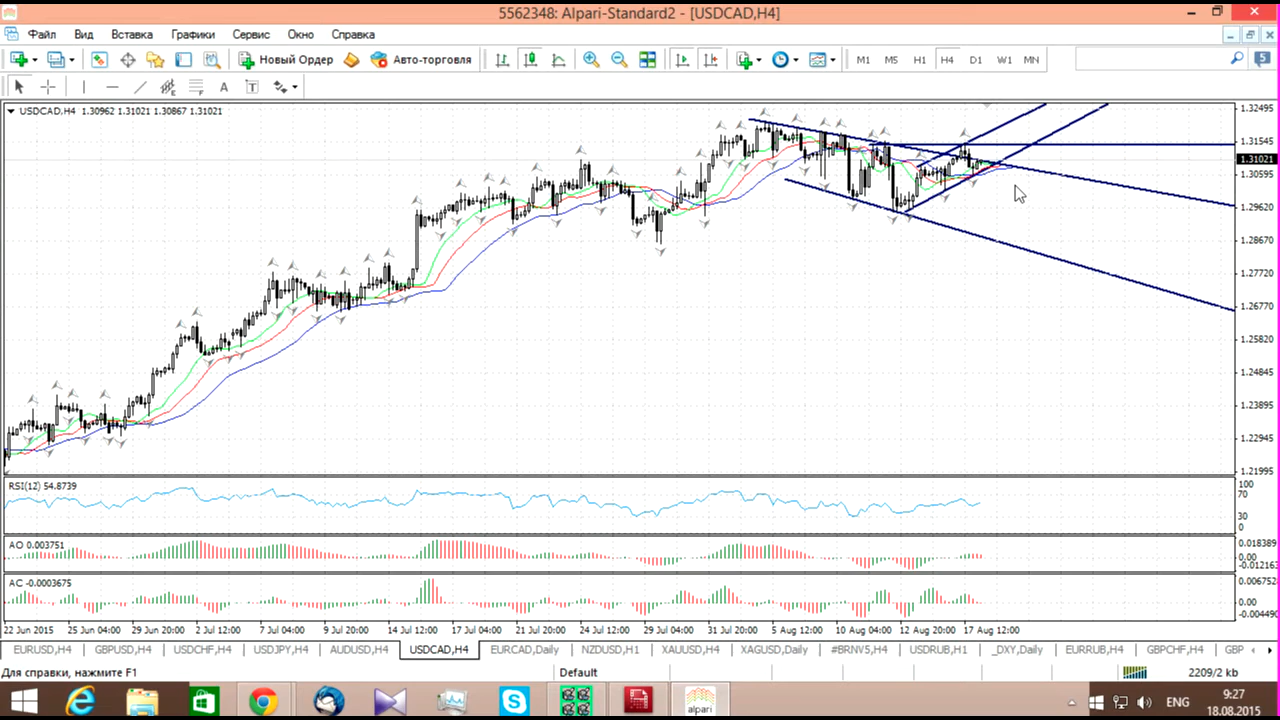 5562348: Alpari-Standard2 - [USDCAD,H4]
Файл Вид Вставка Графики Сервис Окно Справка
Новый Ордер Авто-торговля M1 M5 H1 H4 D1 W1 MN 5
A T
USDCAD,H4 1.30962 1.31021 1.30867 1.31021
1.32495
1.31545
1.31021
1.30595
1.29620
1.28670
1.27720
1.26770
1.25820
1.24845
1.23895
1.22945
1.21995
RSI(12) 54.8739
100
70
30
0
AO 0.003751
0.018389
0.00
-0.012163
AC -0.0003675
0.006752
0.00
-0.004490
22 Jun 2015 25 Jun 04:00 29 Jun 20:00 2 Jul 12:00 7 Jul 04:00 9 Jul 20:00 14 Jul 12:00 17 Jul 04:00 21 Jul 20:00 24 Jul 12:00 29 Jul 04:00 31 Jul 20:00 5 Aug 12:00 10 Aug 04:00 12 Aug 20:00 17 Aug 12:00
EURUSD,H4 GBPUSD,H4 USDCHF,H4 USDJPY,H4 AUDUSD,H4 USDCAD,H4 EURCAD,Daily NZDUSD,H1 XAUUSD,H4 XAGUSD,Daily #BRNV5,H4 USDRUB,H1 _DXY,Daily EURRUB,H4 GBPCHF,H4 GBP
Для справки, нажмите F1 Default 2209/2 kb
alpari ENG 9:27
18.08.2015